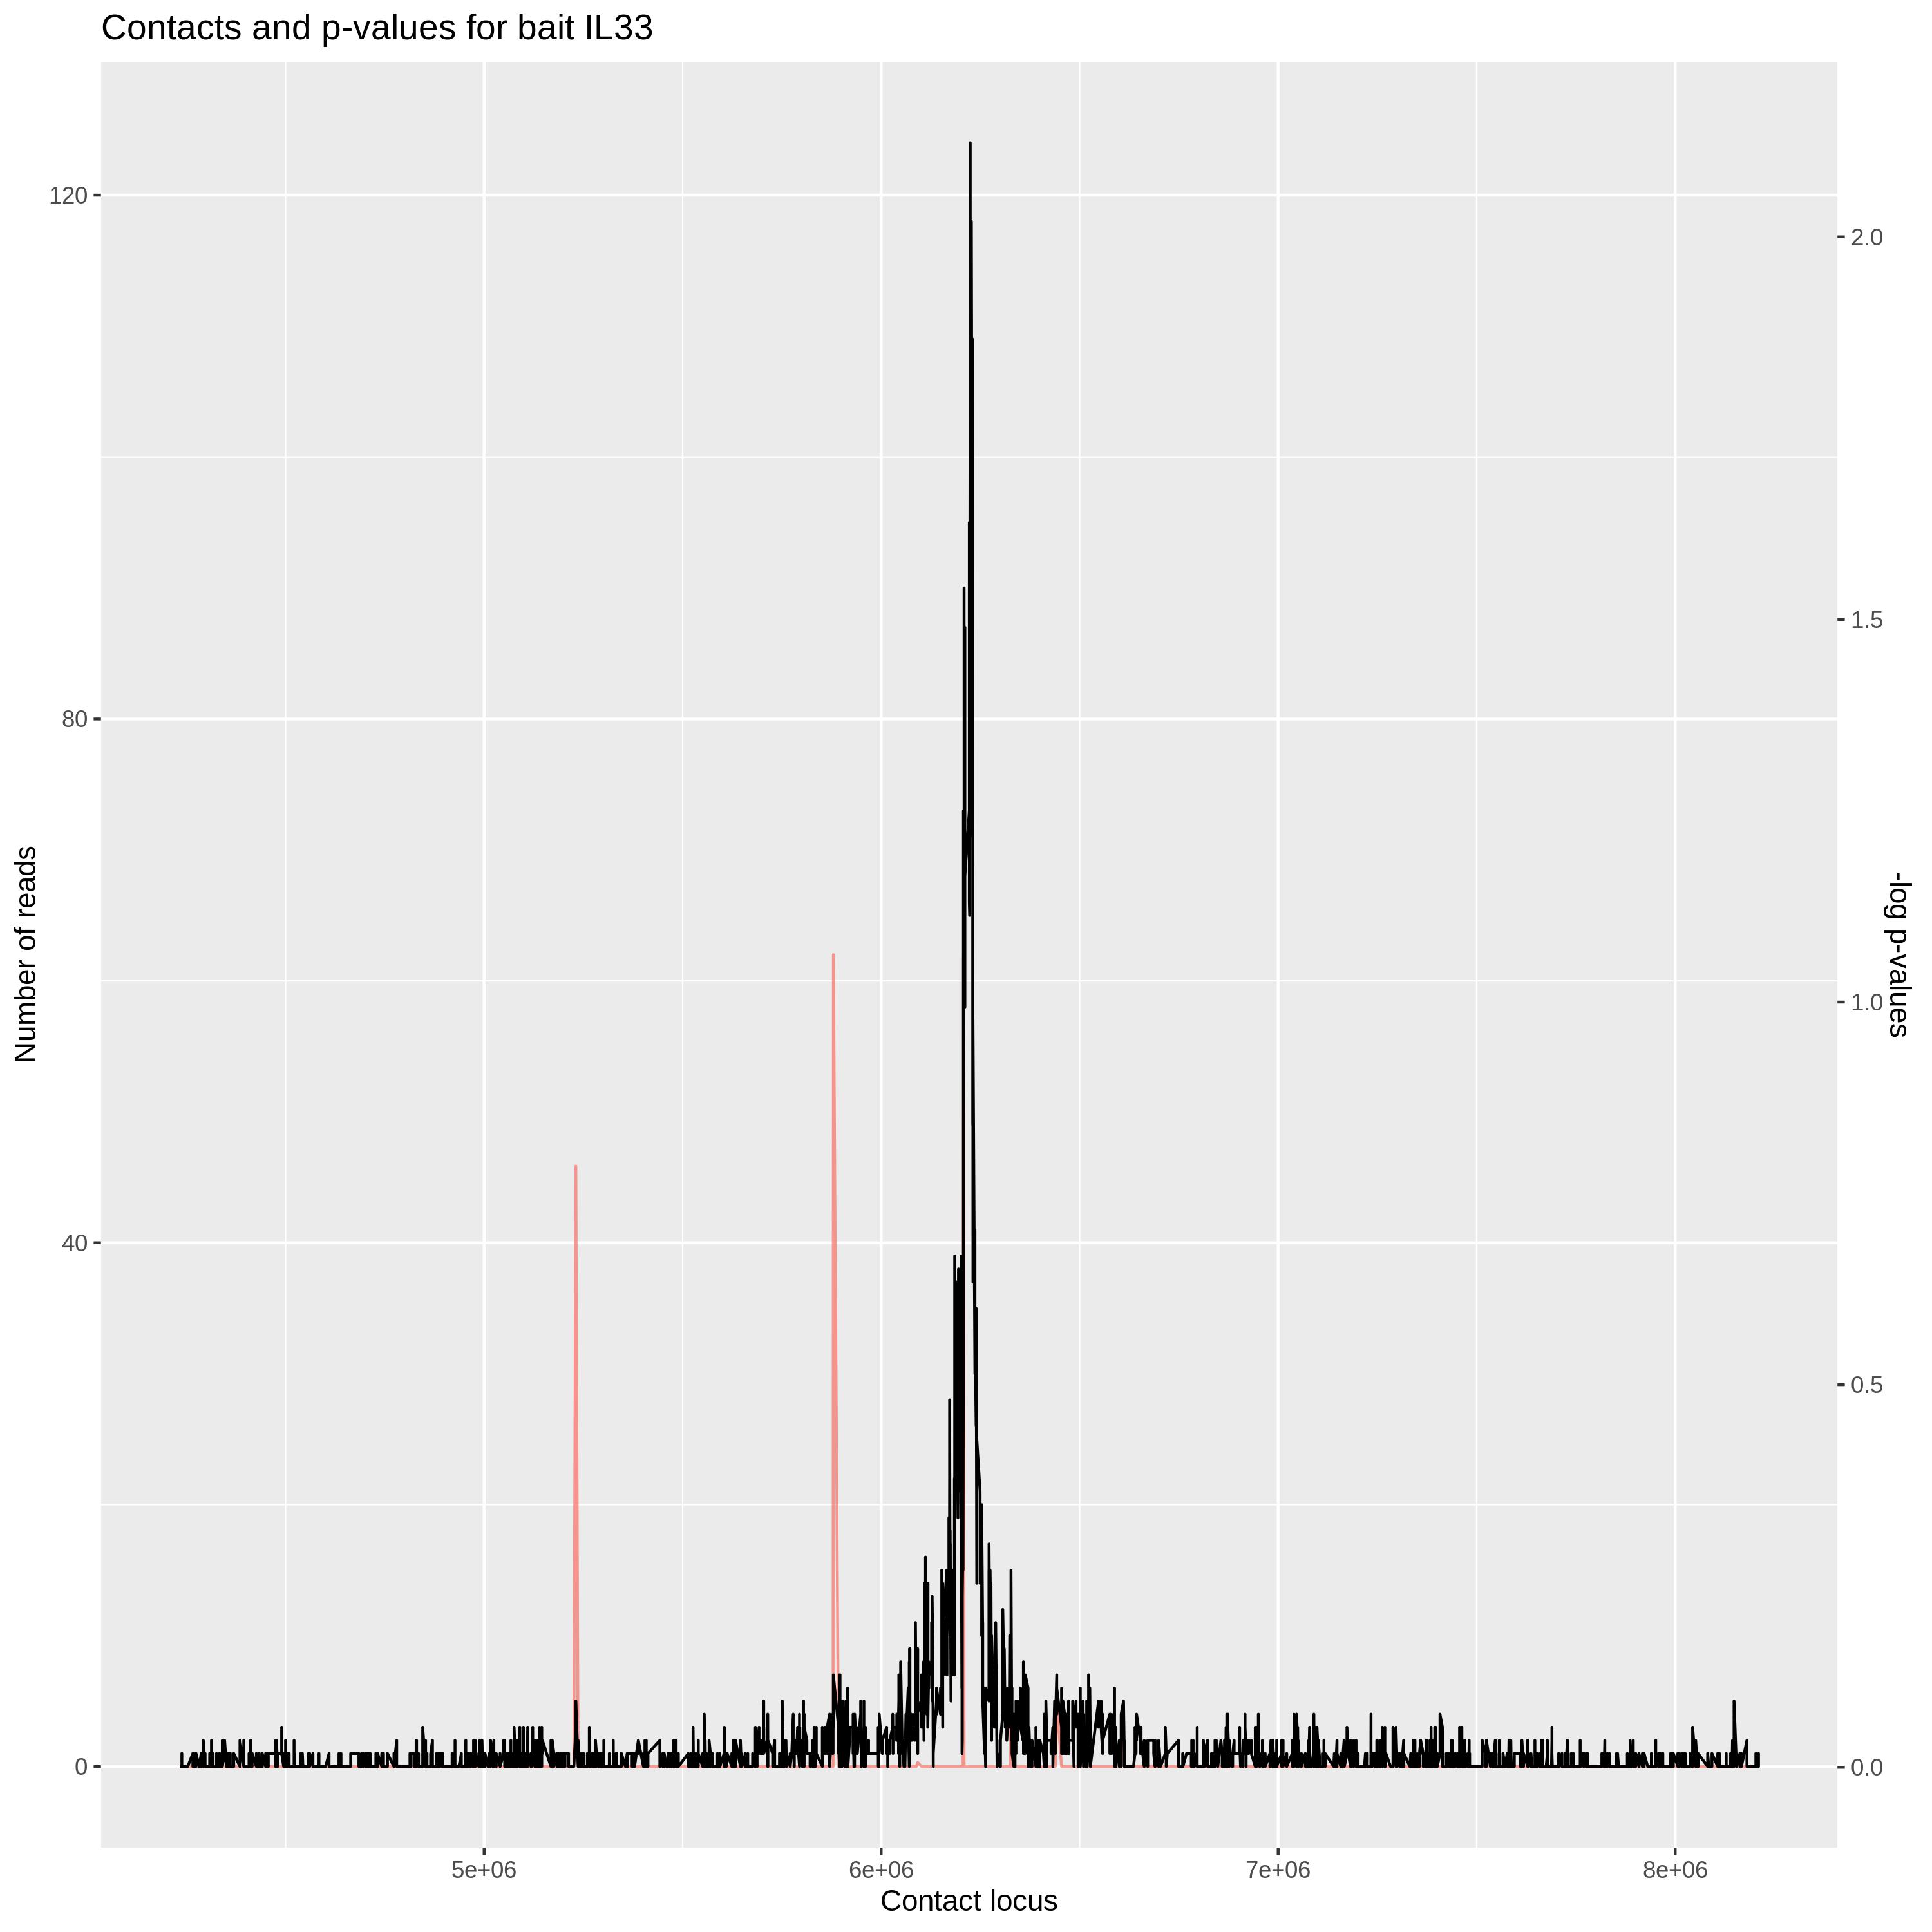 Contacts and p-values for bait IL33
120
80
40
0
Number of reads
2.0
1.5
1.0
0.5
0.0
-log p-values
5e+06
6e+06
7e+06
8e+06
Contact locus